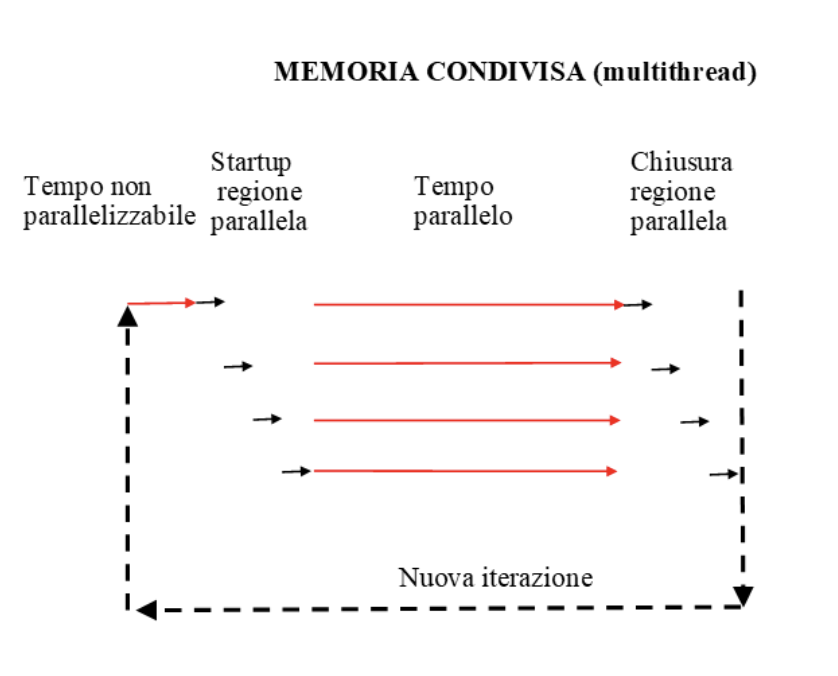 MEMORIA CONDIVISA (multithread)
Tempo non
parallelizzabile
Startup
regione
parallela
Tempo
parallelo
Chiusura
regione
parallela
Nuova iterazione